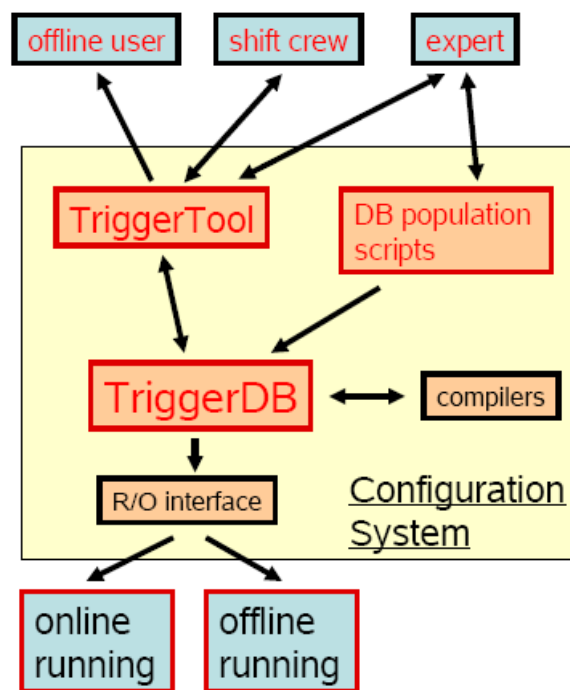 offline user
shift crew
expert
TriggerTool
DB population
scripts
TriggerDB
compilers
R/O interface
Configuration
System
online
running
offline
running